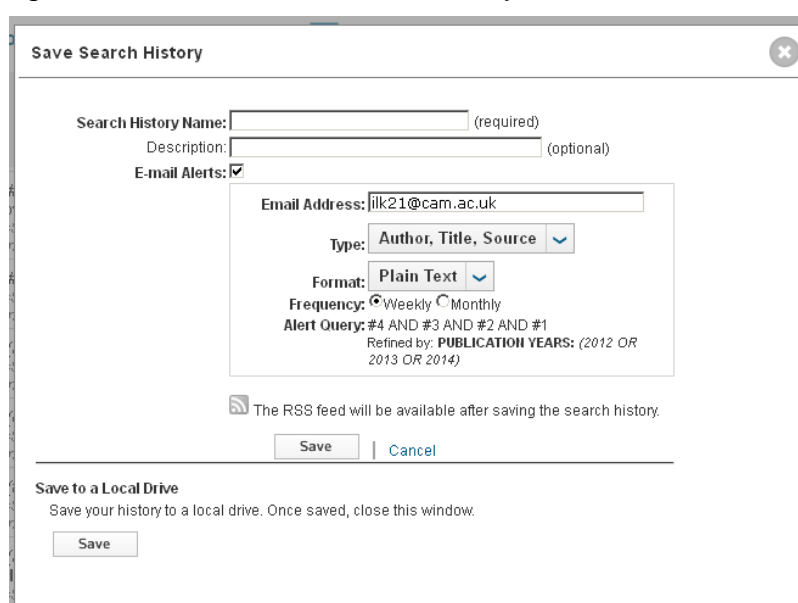 Save Search History
Search History Name: (required)
Description: (optional)
E-mail Alerts:
Email Address: ilk21@cam.ac.uk
Type: Author, Title, Source
Format: Plain Text
Frequency: Weekly Monthly
Alert Query: #4 AND #3 AND #2 AND #1
Refined by: PUBLICATION YEARS: (2012 OR
2013 OR 2014)
The RSS feed will be available after saving the search history.
Save | Cancel
Save to a Local Drive
Save your history to a local drive. Once saved, close this window.
Save